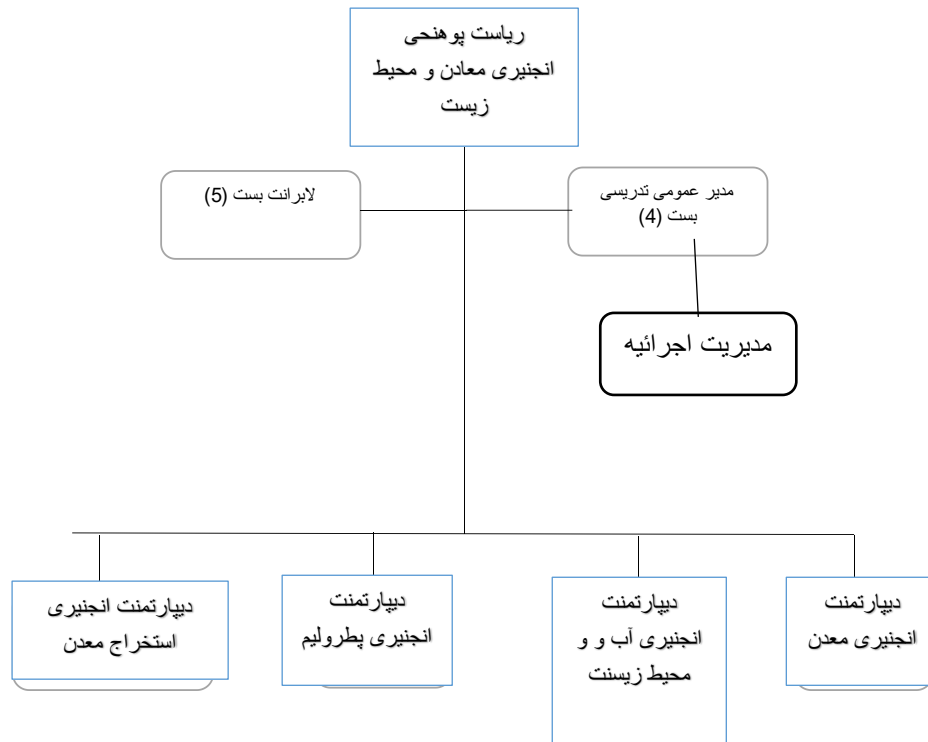 ریاست پوهنحی
انجنیری معادن و محیط
زیست
مدیر عمومی تدریسی
بست (4)
لابرانت بست (5)
مدیریت اجرائیه
دیپارتمنت
انجنیری معدن
دیپارتمنت
انجنیری آب و و
محیط زیسنت
دیپارتمنت
انجنیری پطرولیم
دیپارتمنت انجنیری
استخراج معدن